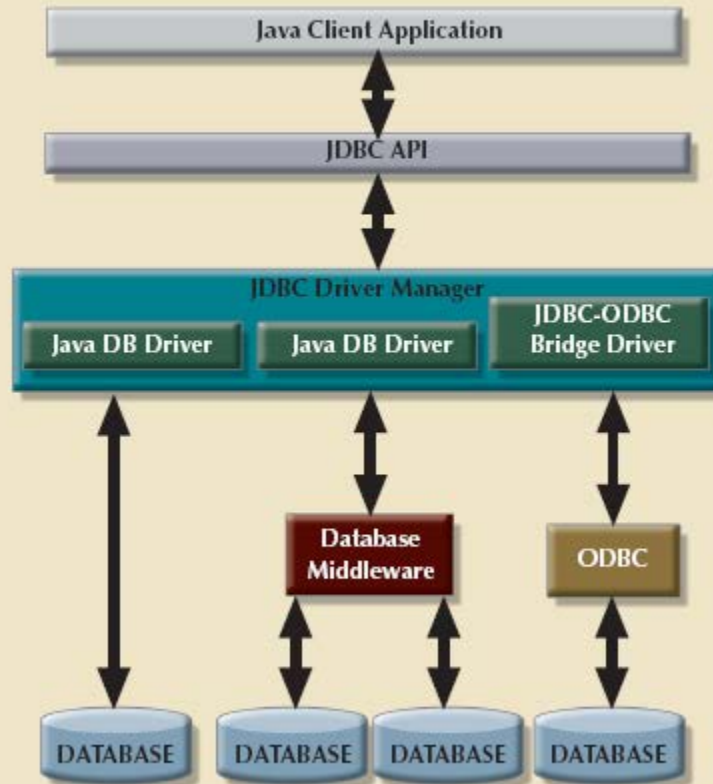 Java Client Application
JDBC API
JDBC Driver Manager
Java DB Driver
Java DB Driver
JDBC-ODBC
Bridge Driver
Database
Middleware
ODBC
DATABASE
DATABASE
DATABASE
DATABASE